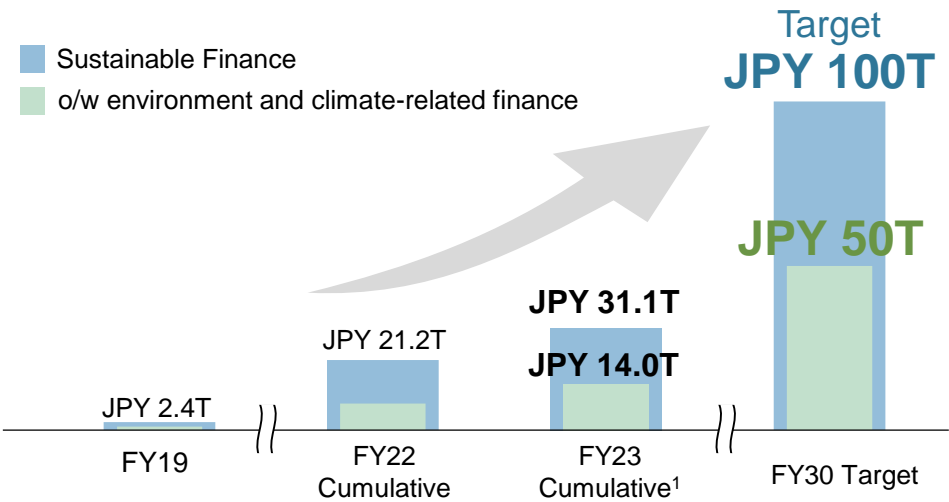 Sustainable Finance
o/w environment and climate-related finance
Target
JPY 100T
JPY 50T
JPY 31.1T
JPY 21.2T
JPY 14.0T
JPY 2.4T
FY19
FY22
Cumulative
FY23
Cumulative¹
FY30 Target